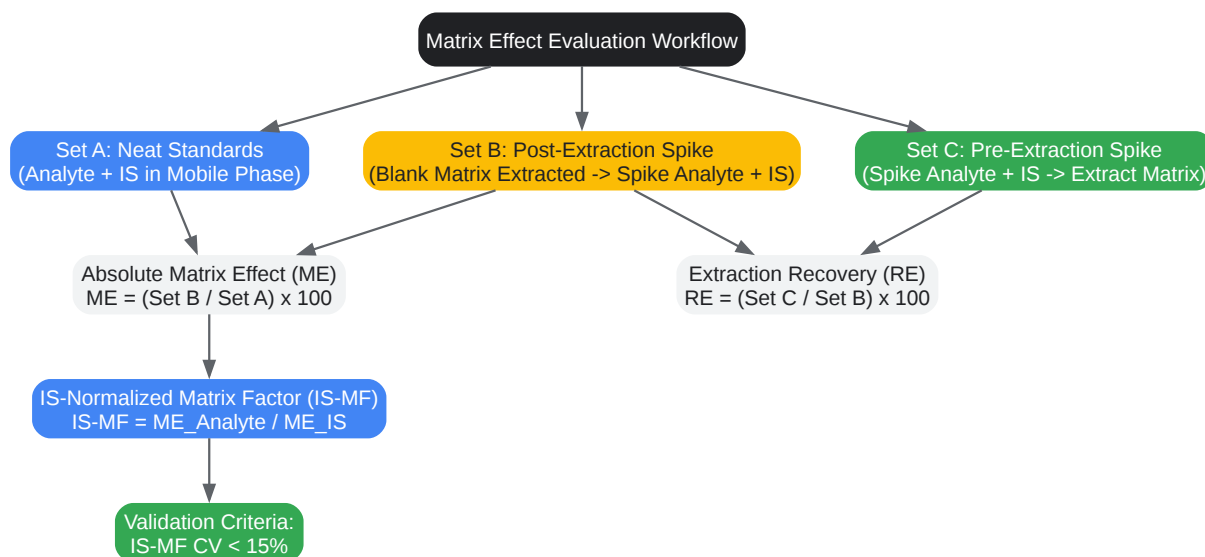 Matrix Effect Evaluation Workflow
Set A: Neat Standards
(Analyte + IS in Mobile Phase)
Set B: Post-Extraction Spike
(Blank Matrix Extracted -> Spike Analyte + IS)
Set C: Pre-Extraction Spike
(Spike Analyte + IS -> Extract Matrix)
Absolute Matrix Effect (ME)
ME = (Set B / Set A) x 100
Extraction Recovery (RE)
RE = (Set C / Set B) x 100
IS-Normalized Matrix Factor (IS-MF)
IS-MF = ME_Analyte / ME_IS
Validation Criteria:
IS-MF CV < 15%